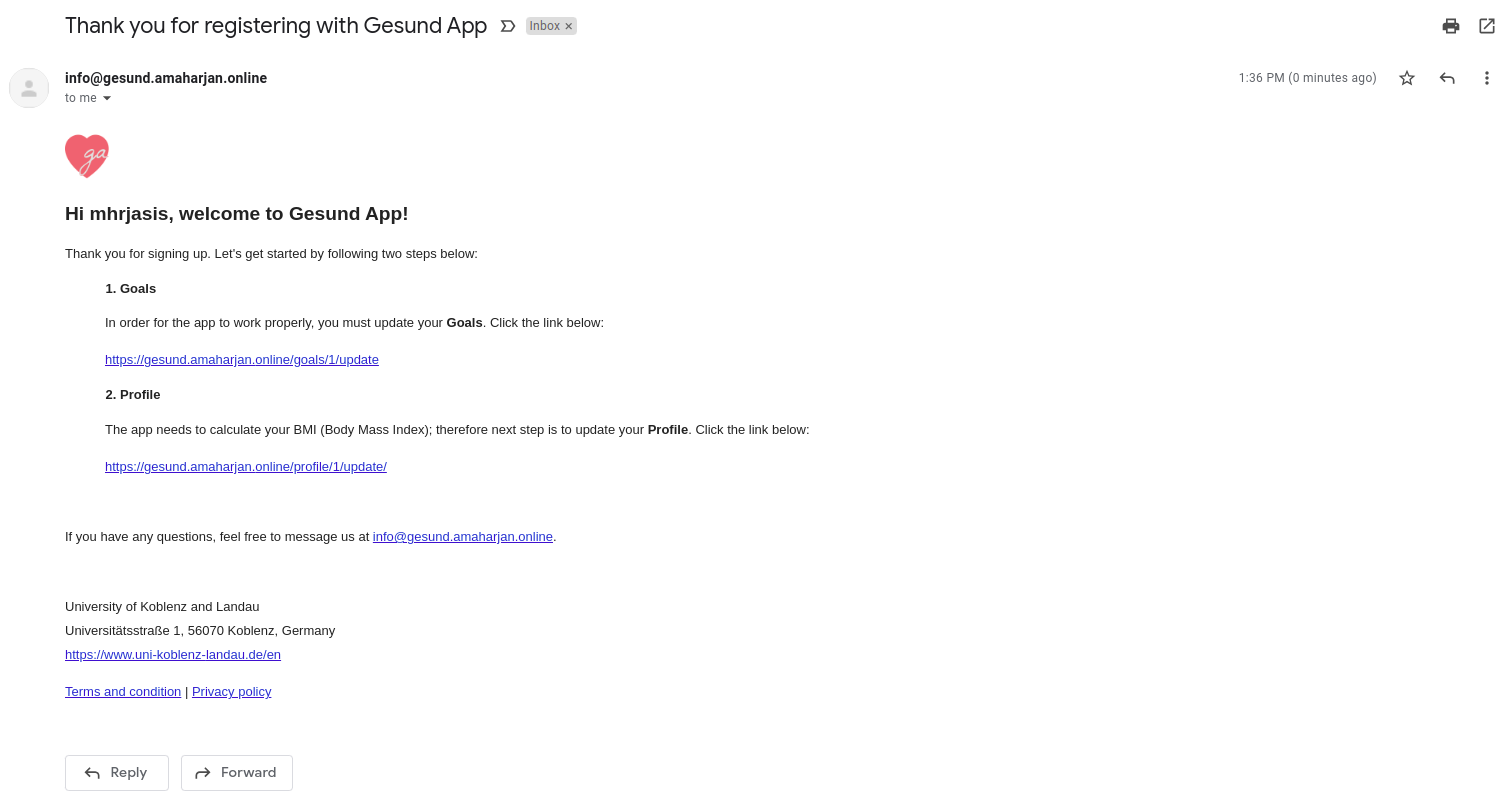 Thank you for registering with Gesund App Inbox ×
info@gesund.amaharjan.online 1:36 PM (0 minutes ago)
to me
ga
Hi mhrjasis, welcome to Gesund App!
Thank you for signing up. Let's get started by following two steps below:
1. Goals
In order for the app to work properly, you must update your Goals. Click the link below:
https://gesund.amaharjan.online/goals/1/update
2. Profile
The app needs to calculate your BMI (Body Mass Index); therefore next step is to update your Profile. Click the link below:
https://gesund.amaharjan.online/profile/1/update/
If you have any questions, feel free to message us at info@gesund.amaharjan.online.
University of Koblenz and Landau
Universitätsstraße 1, 56070 Koblenz, Germany
https://www.uni-koblenz-landau.de/en
Terms and condition | Privacy policy
Reply Forward